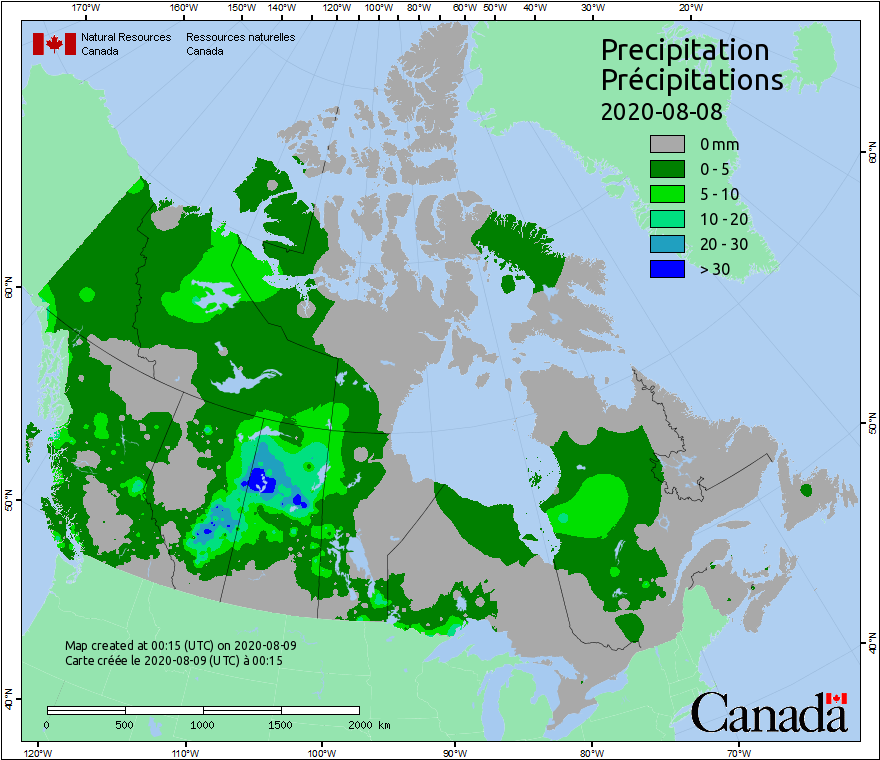 170°W 160°W 150°W 140°W 130°W 120°W 110°W 100°W 90°W 80°W 70°W 60°W 50°W 40°W 30°W 20°W
Natural Resources Ressources naturelles
Canada Canada
Precipitation
Précipitations
2020-08-08
0 mm
0 - 5
5 - 10
10 - 20
20 - 30
> 30
60°N
60°N
50°N
50°N
40°N
40°N
Map created at 00:15 (UTC) on 2020-08-09
Carte créée le 2020-08-09 (UTC) à 00:15
0 500 1000 1500 2000 km
Canada
120°W 110°W 100°W 90°W 80°W 70°W